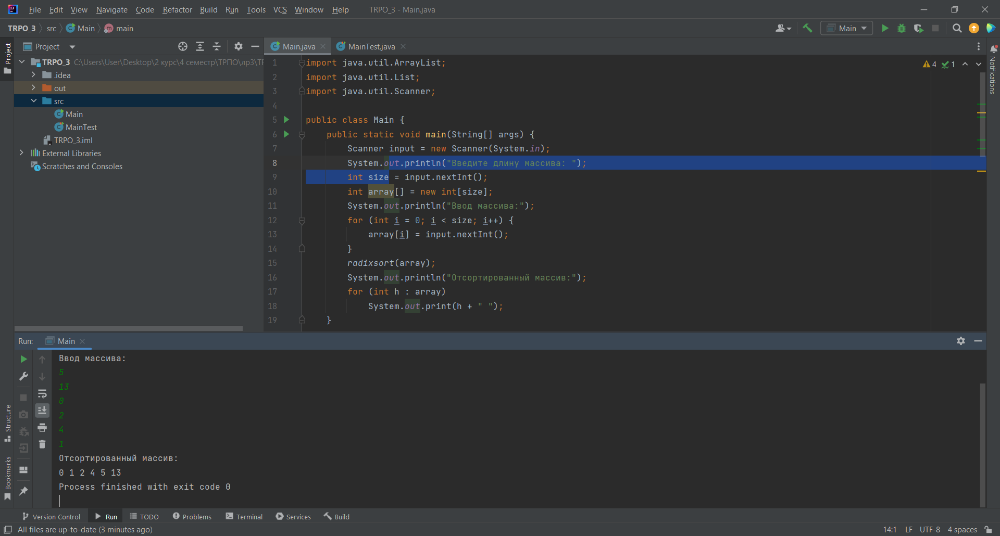 File Edit View Navigate Code Refactor Build Run Tools VCS Window Help TRPO_3 - Main.java
TRPO_3 src Main main
Main
Project
Project
TRPO_3 C:\Users\User\Desktop\2 курс\4 семестр\ТРПО\лр3\TF
.idea
out
src
Main
MainTest
TRPO_3.iml
External Libraries
Scratches and Consoles
Main.java MainTest.java
4 1
Notifications
1 import java.util.ArrayList;
2 import java.util.List;
3 import java.util.Scanner;
4
5 public class Main {
6 public static void main(String[] args) {
7 Scanner input = new Scanner(System.in);
8 System.out.println("Введите длину массива: ");
9 int size = input.nextInt();
10 int array[] = new int[size];
11 System.out.println("Ввод массива:");
12 for (int i = 0; i < size; i++) {
13 array[i] = input.nextInt();
14 }
15 radixsort(array);
16 System.out.println("Отсортированный массив:");
17 for (int h : array)
18 System.out.print(h + " ");
19 }
Run: Main
Ввод массива:
5
13
0
2
4
1
Отсортированный массив:
0 1 2 4 5 13
Process finished with exit code 0
Structure
Bookmarks
Version Control Run TODO Problems Terminal Services Build
All files are up-to-date (3 minutes ago) 14:1 LF UTF-8 4 spaces